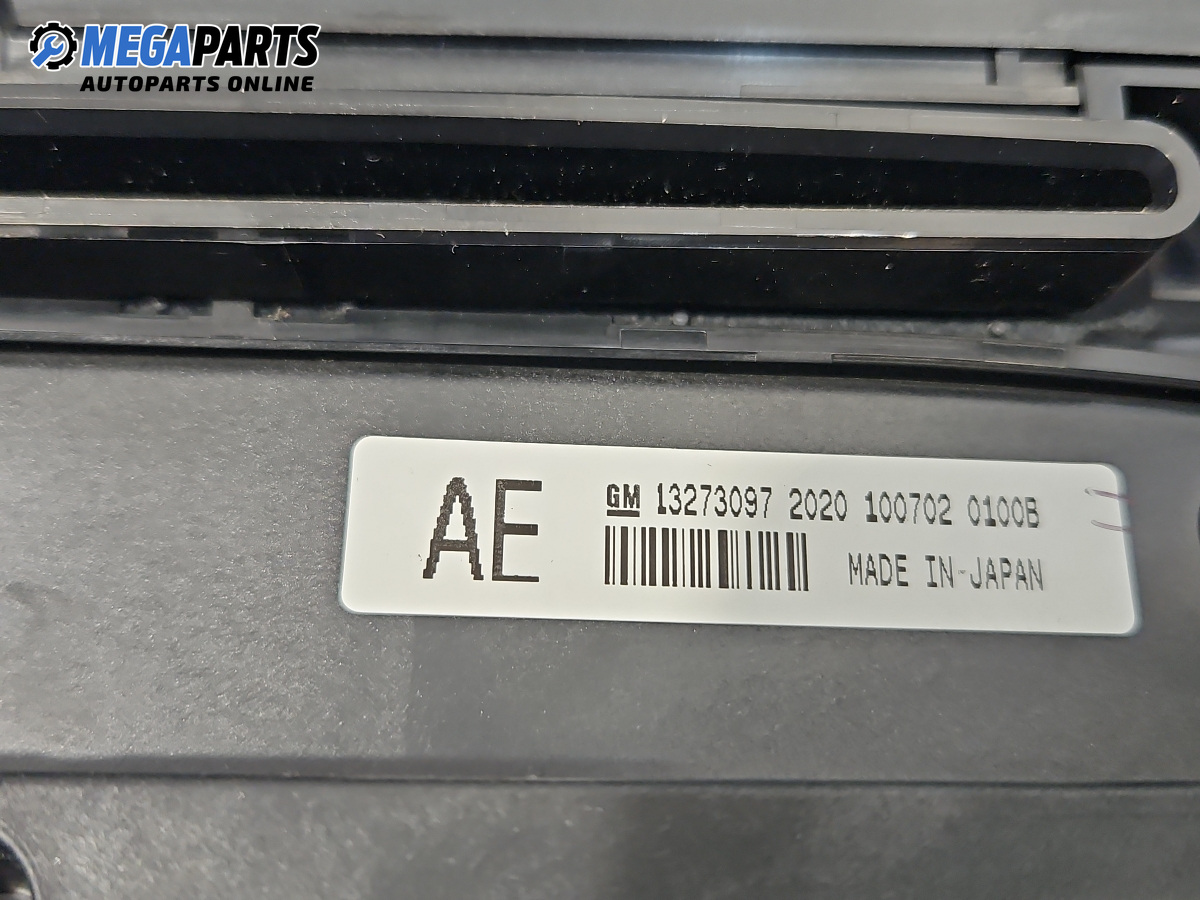 MEGAPARTS
AUTOPARTS ONLINE
AE
GM 13273097 2020 100702 0100B
MADE IN-JAPAN